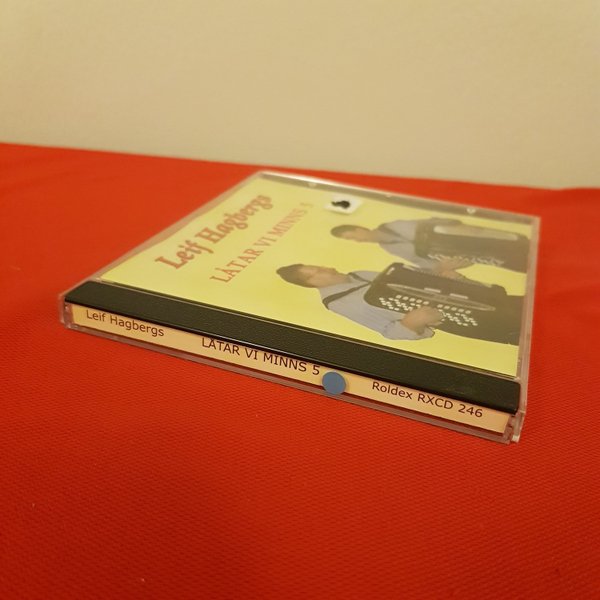 Leif Hagbergs
LÅTAR VI MINNS 5
Leif Hagbergs
LÅTAR VI MINNS 5
Roldex RXCD 246